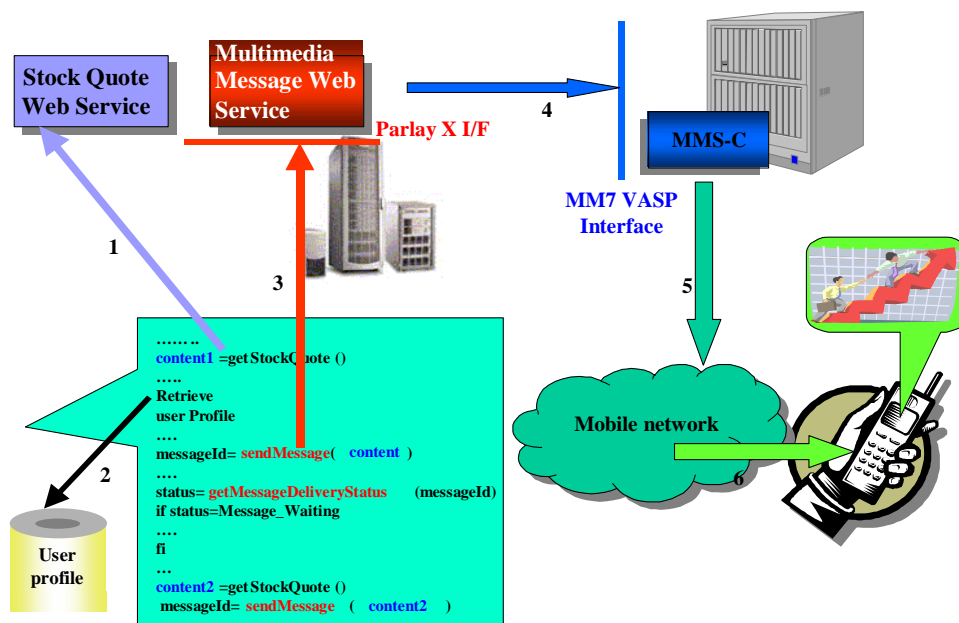 Stock Quote
Web Service
Multimedia
Message Web
Service
4
Parlay X I/F
MMS-C
MM7 VASP
Interface
1
3
5
…… ..
content1 =getStockQuote ()
…..
Retrieve
user Profile
….
messageId= sendMessage( content )
….
status= getMessageDeliveryStatus (messageId)
if status=Message_Waiting
….
fi
…
content2 =getStockQuote ()
messageId= sendMessage ( content2 )
2
User
profile
Mobile network
6